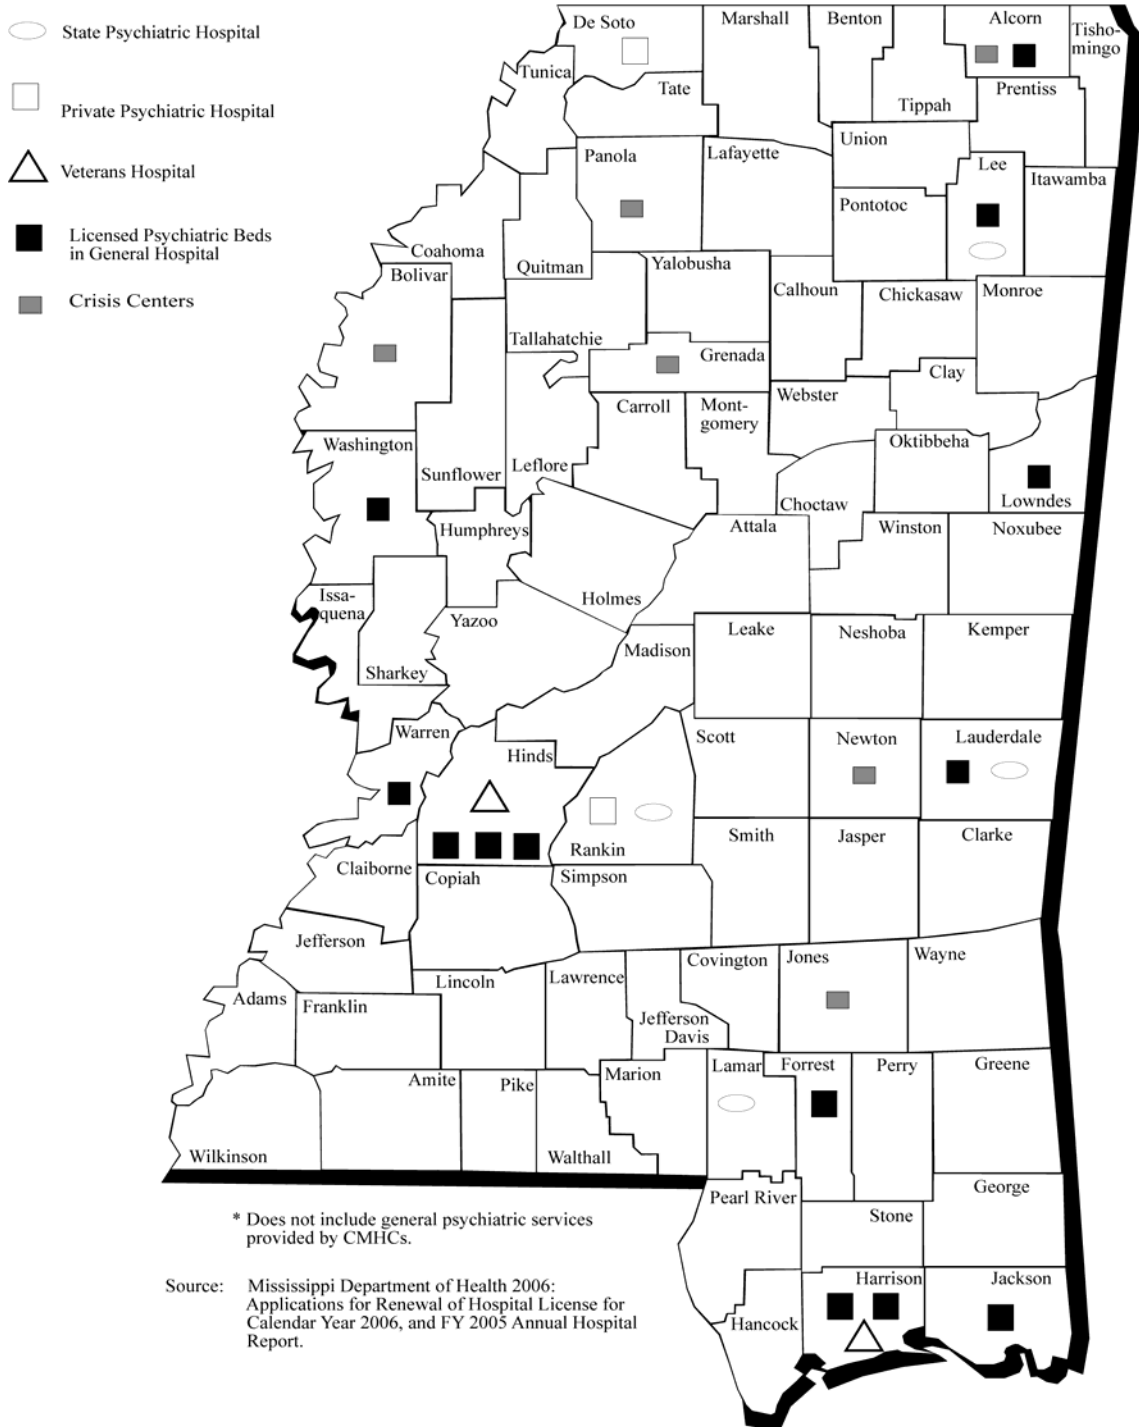 State Psychiatric Hospital
Private Psychiatric Hospital
Veterans Hospital
Licensed Psychiatric Beds
in General Hospital
Crisis Centers
De Soto
Marshall
Benton
Alcorn
Tisho-
mingo
Tunica
Tate
Tippah
Prentiss
Union
Panola
Lafayette
Lee
Itawamba
Pontotoc
Coahoma
Quitman
Yalobusha
Bolivar
Calhoun
Chickasaw
Monroe
Tallahatchie
Grenada
Clay
Webster
Carroll
Mont-
gomery
Washington
Oktibbeha
Sunflower
Leflore
Choctaw
Lowndes
Humphreys
Attala
Winston
Noxubee
Issa-
quena
Holmes
Yazoo
Leake
Neshoba
Kemper
Madison
Sharkey
Warren
Scott
Newton
Lauderdale
Hinds
Smith
Jasper
Clarke
Rankin
Claiborne
Copiah
Simpson
Jefferson
Covington
Jones
Wayne
Lincoln
Lawrence
Adams
Franklin
Jefferson
Davis
Amite
Pike
Marion
Lamar
Forrest
Perry
Greene
Wilkinson
Walthall
Pearl River
George
Stone
* Does not include general psychiatric services
provided by CMHCs.
Harrison
Jackson
Hancock
Source: Mississippi Department of Health 2006:
Applications for Renewal of Hospital License for
Calendar Year 2006, and FY 2005 Annual Hospital
Report.